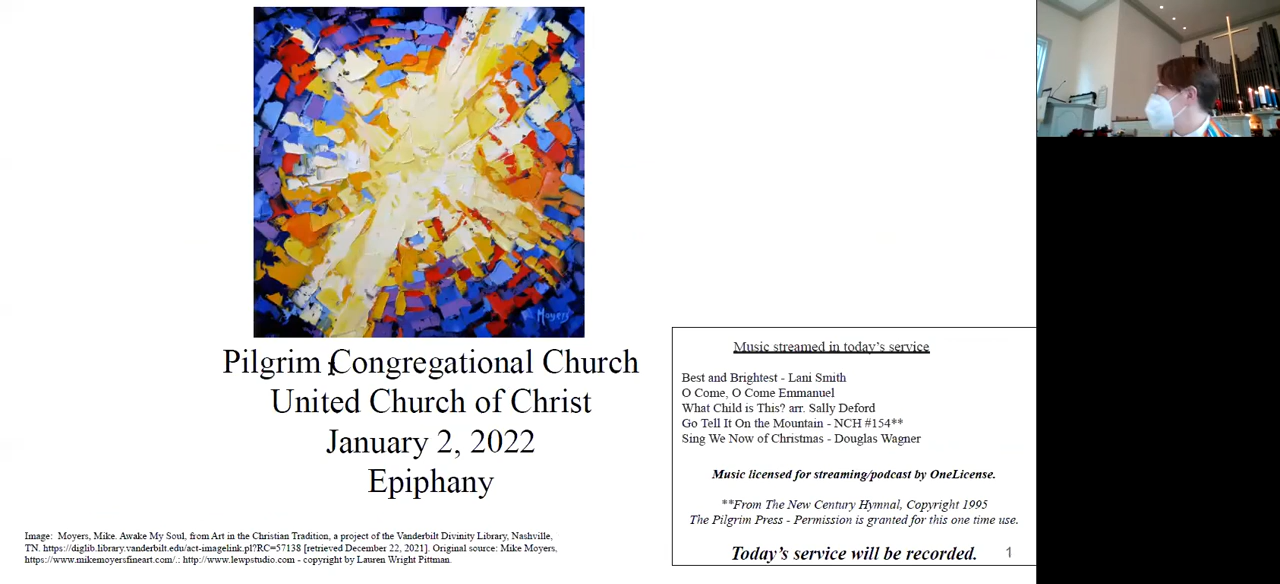 Moyers
Pilgrim Congregational Church
United Church of Christ
January 2, 2022
Epiphany
Image: Moyers, Mike. Awake My Soul, from Art in the Christian Tradition, a project of the Vanderbilt Divinity Library, Nashville,
TN. https://diglib.library.vanderbilt.edu/act-imagelink.pl?RC=57138 [retrieved December 22, 2021]. Original source: Mike Moyers,
https://www.mikemoyersfineart.com/.: http://www.lewpstudio.com - copyright by Lauren Wright Pittman.
Music streamed in today's service
Best and Brightest - Lani Smith
O Come, O Come Emmanuel
What Child is This? arr. Sally Deford
Go Tell It On the Mountain - NCH #154**
Sing We Now of Christmas - Douglas Wagner
Music licensed for streaming/podcast by OneLicense.
**From The New Century Hymnal, Copyright 1995
The Pilgrim Press - Permission is granted for this one time use.
Today's service will be recorded.
1